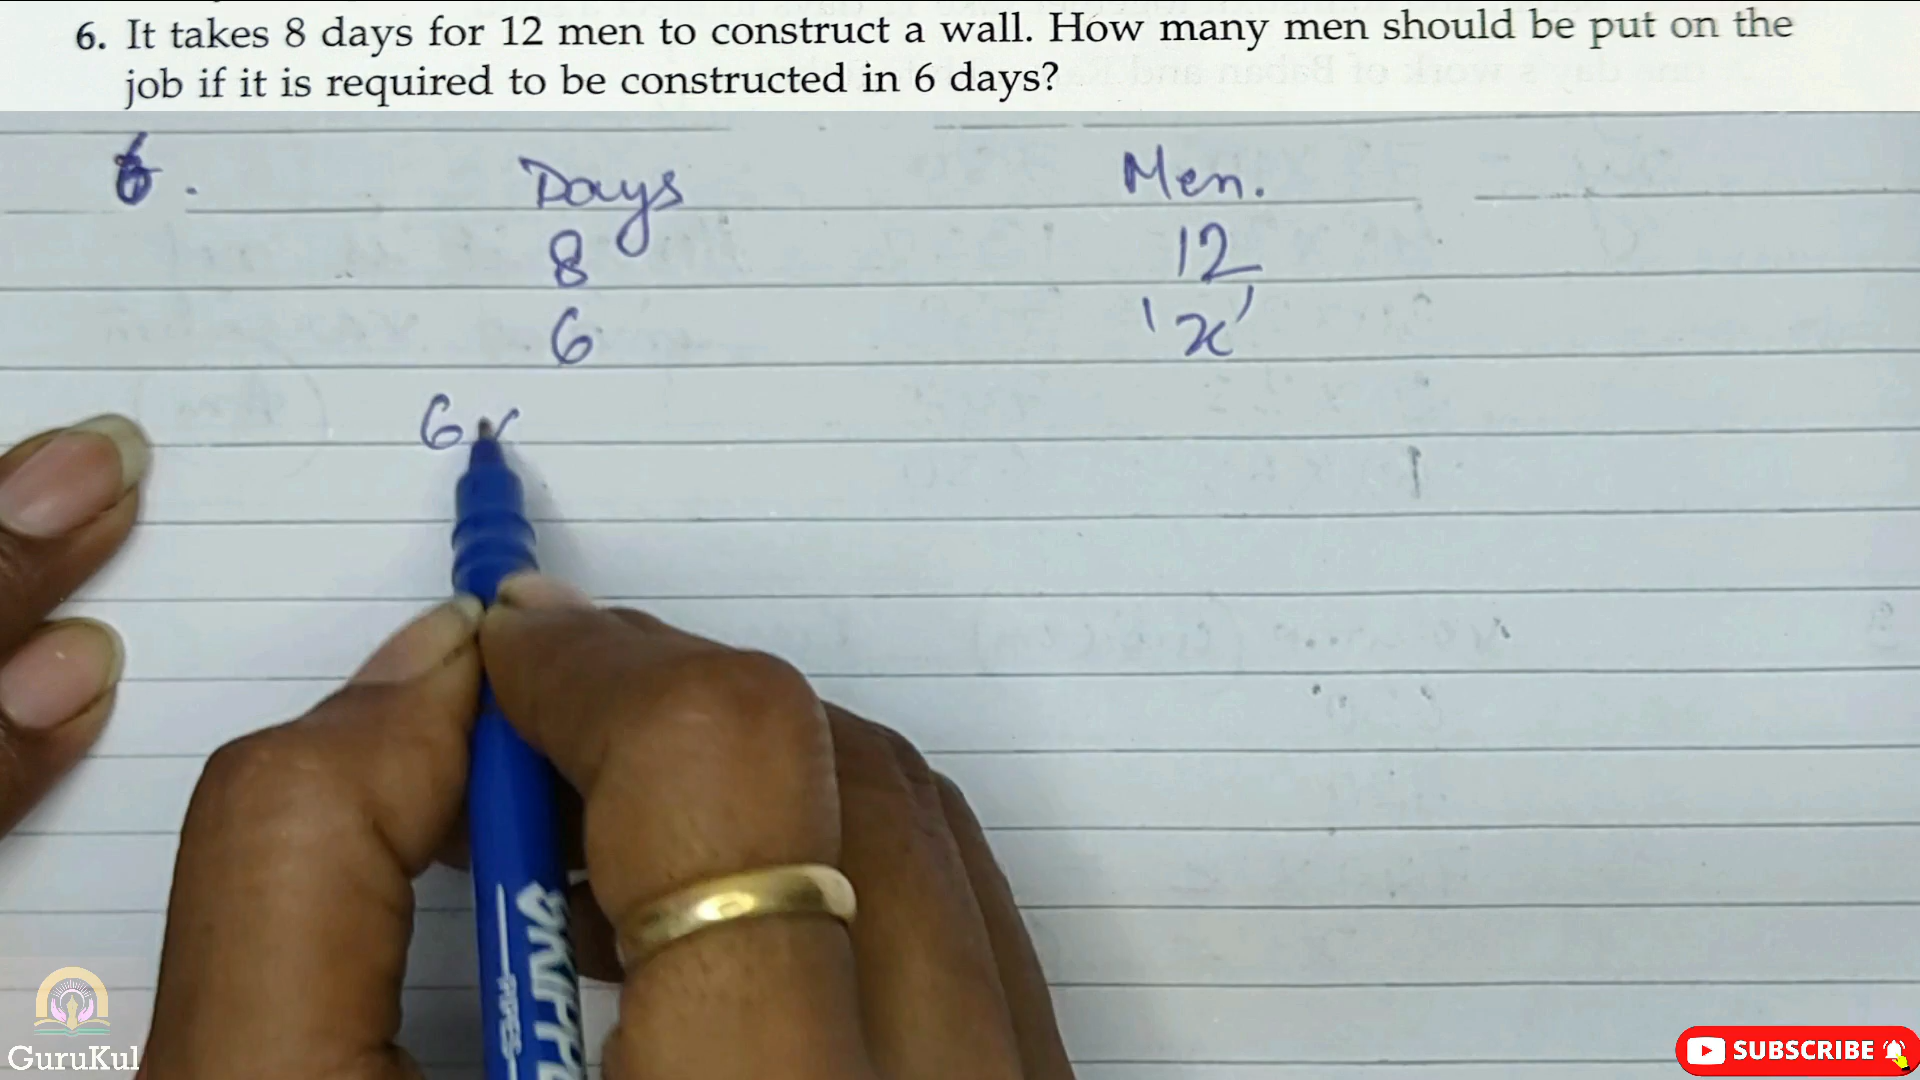 6. It takes 8 days for 12 men to construct a wall. How many men should be put on the
job if it is required to be constructed in 6 days?
6. Days Men.
8 12
6 'x'
6x
UNI
GuruKul
SUBSCRIBE